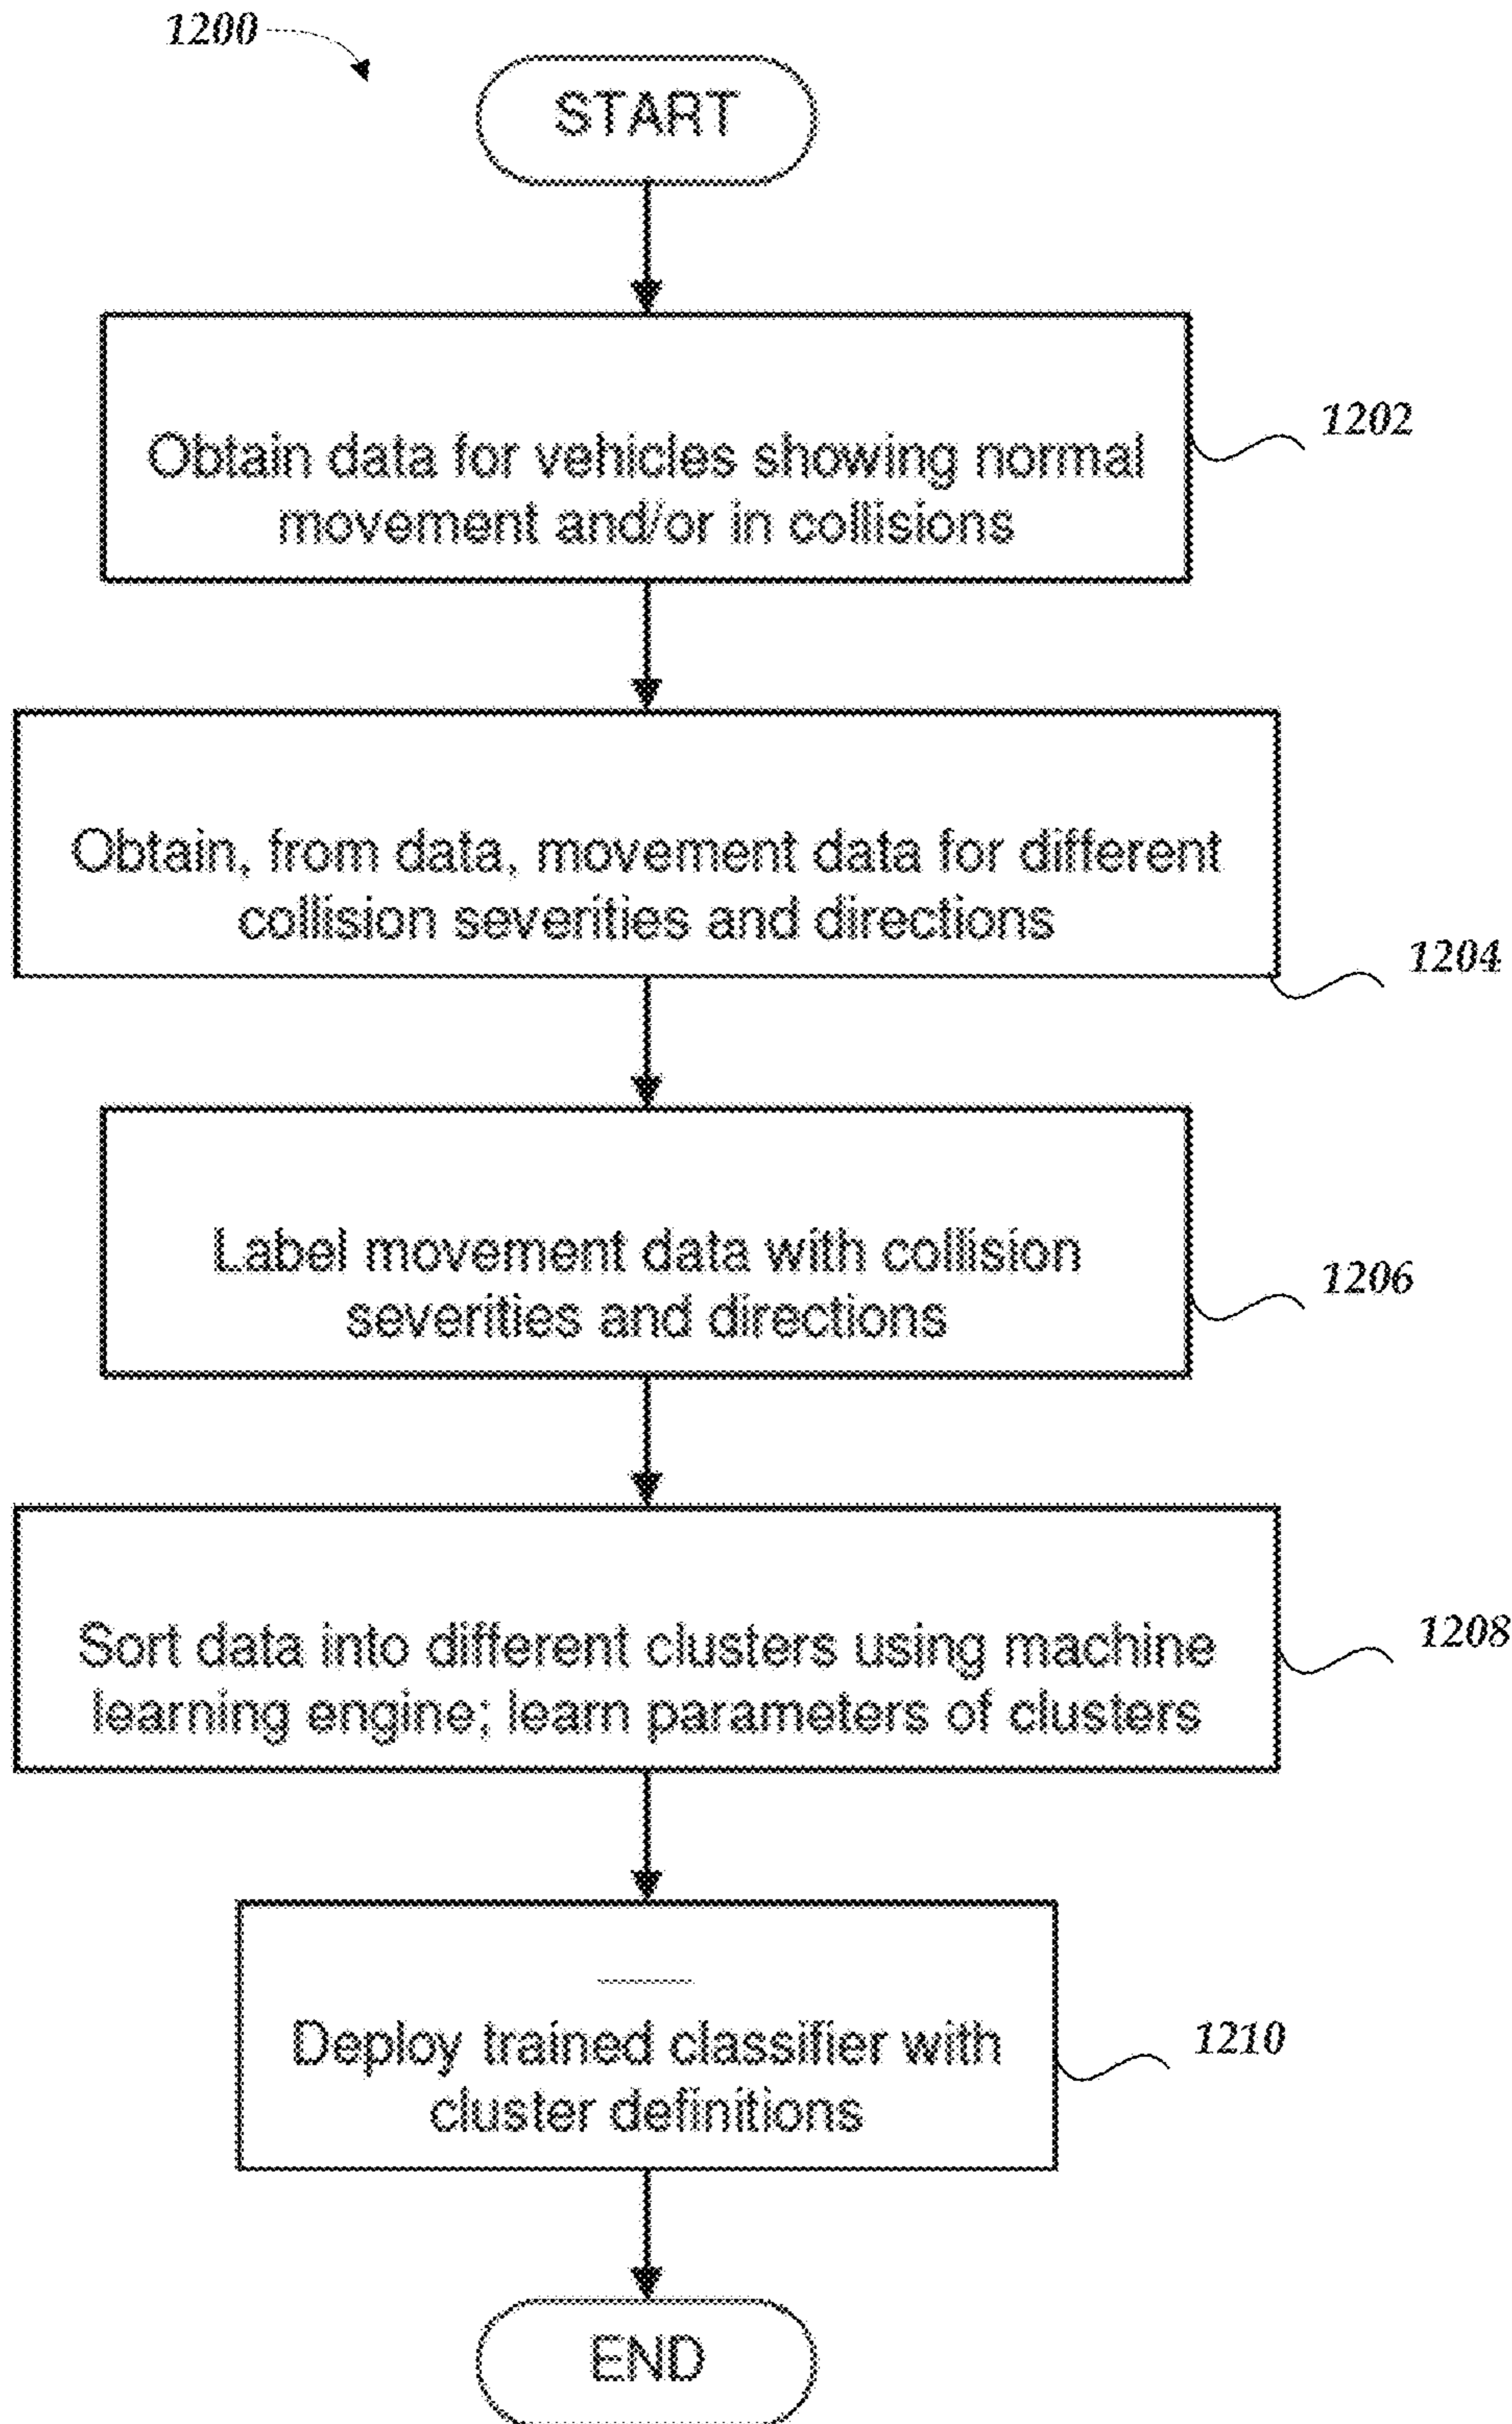 1200
START
Obtain data for vehicles showing normal
movement and/or in collisions
1202
Obtain, from data, movement data for different
collision severities and directions
1204
Label movement data with collision
severities and directions
1206
Sort data into different clusters using machine
learning engine; learn parameters of clusters
1208
Deploy trained classifier with
cluster definitions
1210
END